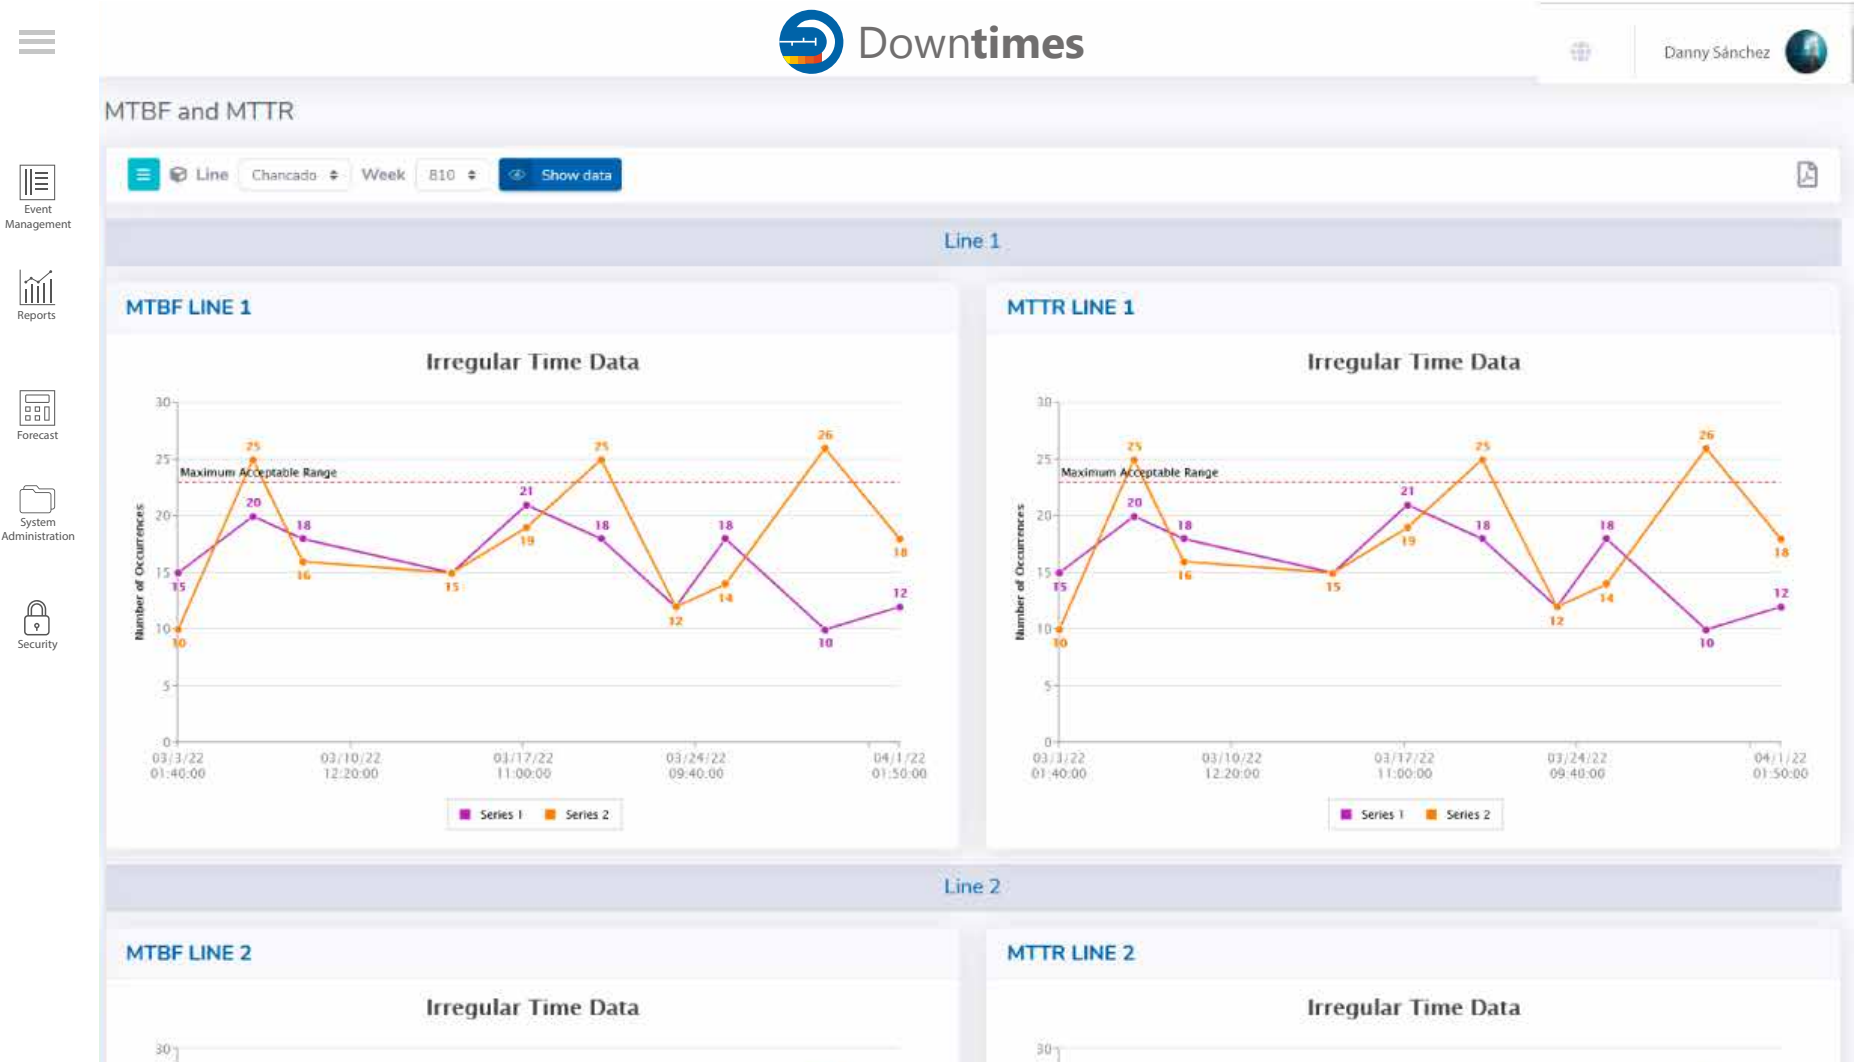 Downtimes
Danny Sánchez
MTBF and MTTR
Line Chancado Week 810 Show data
Event
Management
Reports
Forecast
System
Administration
Security
Line 1
MTBF LINE 1
Irregular Time Data
Number of Occurrences
30
25
20
15
10
5
0
Maximum Acceptable Range
25 25 26
20 18 21 18 18
15 16 15 19 12 14 18 12
10 10
03/3/22 03/10/22 03/17/22 03/24/22 04/1/22
01:40:00 12:20:00 11:00:00 09:40:00 01:50:00
Series 1 Series 2
MTTR LINE 1
Irregular Time Data
Number of Occurrences
30
25
20
15
10
5
0
Maximum Acceptable Range
25 25 26
20 18 21 18 18
15 16 15 19 12 14 18 12
10 10
03/3/22 03/10/22 03/17/22 03/24/22 04/1/22
01:40:00 12:20:00 11:00:00 09:40:00 01:50:00
Series 1 Series 2
Line 2
MTBF LINE 2
Irregular Time Data
30
MTTR LINE 2
Irregular Time Data
30